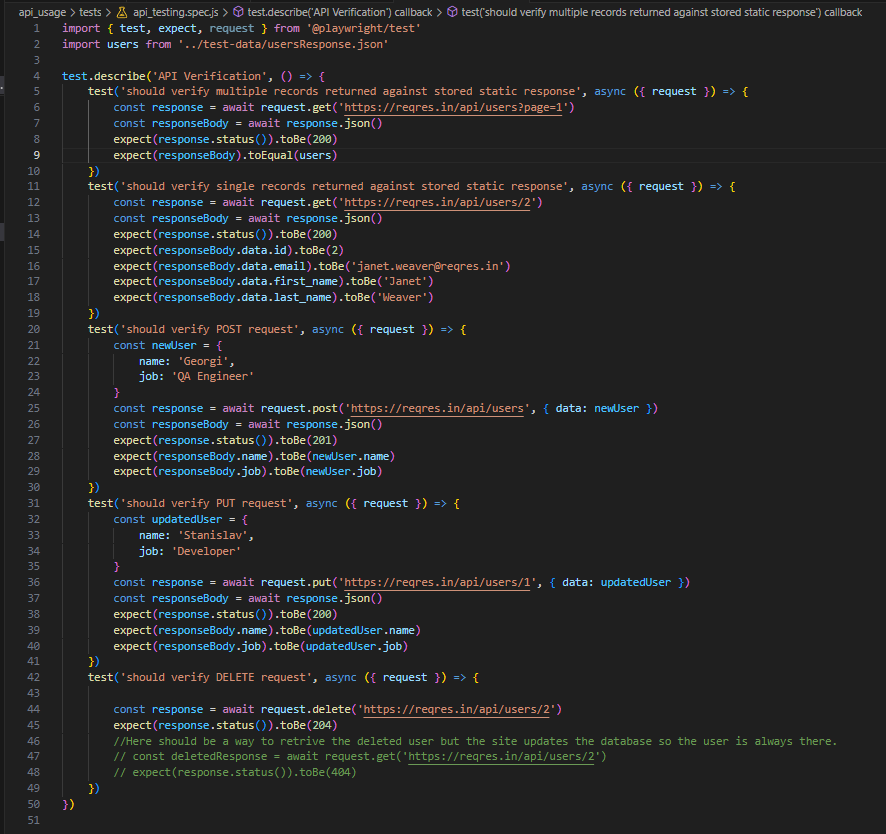 api_usage > tests > api_testing.spec.js > test.describe('API Verification') callback > test('should verify multiple records returned against stored static response') callback
1 import { test, expect, request } from '@playwright/test'
2 import users from '../test-data/usersResponse.json'
3
4 test.describe('API Verification', () => {
5     test('should verify multiple records returned against stored static response', async ({ request }) => {
6         const response = await request.get('https://reqres.in/api/users?page=1')
7         const responseBody = await response.json()
8         expect(response.status()).toBe(200)
9         expect(responseBody).toEqual(users)
10     })
11     test('should verify single records returned against stored static response', async ({ request }) => {
12         const response = await request.get('https://reqres.in/api/users/2')
13         const responseBody = await response.json()
14         expect(response.status()).toBe(200)
15         expect(responseBody.data.id).toBe(2)
16         expect(responseBody.data.email).toBe('janet.weaver@reqres.in')
17         expect(responseBody.data.first_name).toBe('Janet')
18         expect(responseBody.data.last_name).toBe('Weaver')
19     })
20     test('should verify POST request', async ({ request }) => {
21         const newUser = {
22             name: 'Georgi',
23             job: 'QA Engineer'
24         }
25         const response = await request.post('https://reqres.in/api/users', { data: newUser })
26         const responseBody = await response.json()
27         expect(response.status()).toBe(201)
28         expect(responseBody.name).toBe(newUser.name)
29         expect(responseBody.job).toBe(newUser.job)
30     })
31     test('should verify PUT request', async ({ request }) => {
32         const updatedUser = {
33             name: 'Stanislav',
34             job: 'Developer'
35         }
36         const response = await request.put('https://reqres.in/api/users/1', { data: updatedUser })
37         const responseBody = await response.json()
38         expect(response.status()).toBe(200)
39         expect(responseBody.name).toBe(updatedUser.name)
40         expect(responseBody.job).toBe(updatedUser.job)
41     })
42     test('should verify DELETE request', async ({ request }) => {
43
44         const response = await request.delete('https://reqres.in/api/users/2')
45         expect(response.status()).toBe(204)
46         //Here should be a way to retrive the deleted user but the site updates the database so the user is always there.
47         // const deletedResponse = await request.get('https://reqres.in/api/users/2')
48         // expect(response.status()).toBe(404)
49     })
50 })
51